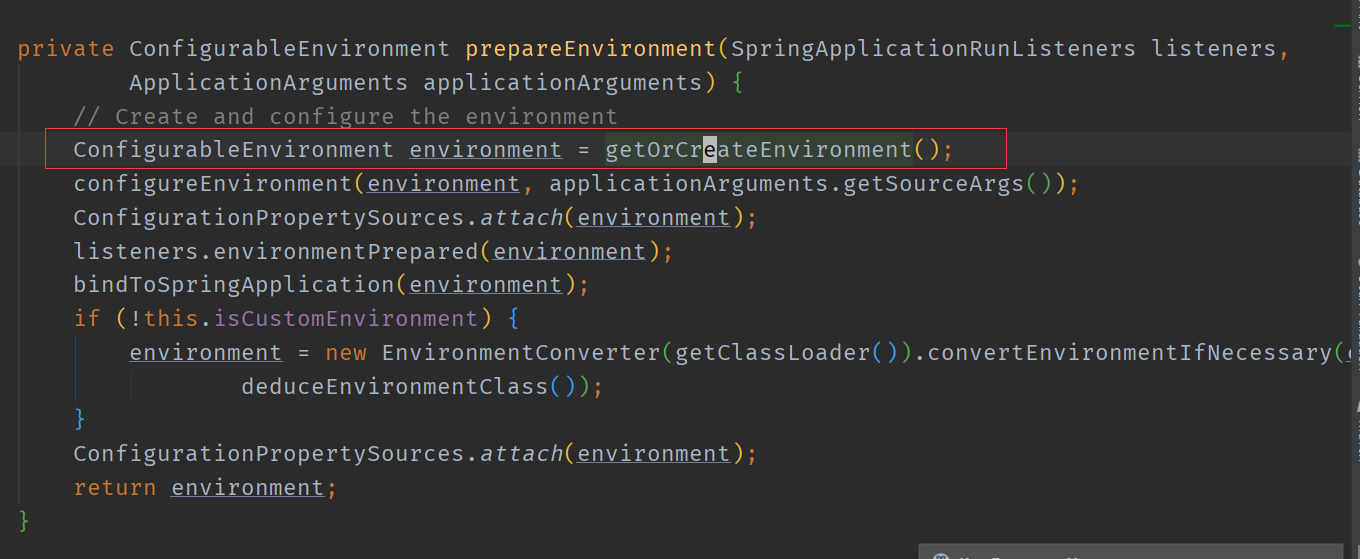 private ConfigurableEnvironment prepareEnvironment(SpringApplicationRunListeners listeners,
ApplicationArguments applicationArguments) {
// Create and configure the environment
ConfigurableEnvironment environment = getOrCreateEnvironment();
configureEnvironment(environment, applicationArguments.getSourceArgs());
ConfigurationPropertySources.attach(environment);
listeners.environmentPrepared(environment);
bindToSpringApplication(environment);
if (!this.isCustomEnvironment) {
environment = new EnvironmentConverter(getClassLoader()).convertEnvironmentIfNecessary(
deduceEnvironmentClass());
}
ConfigurationPropertySources.attach(environment);
return environment;
}